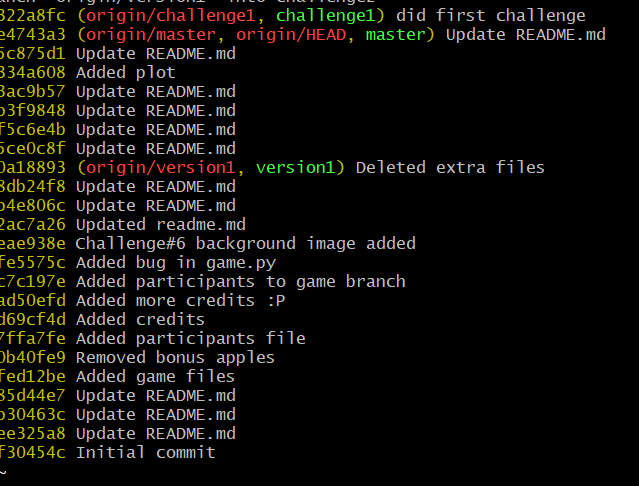 322a8fc (origin/challenge1, challenge1) did first challenge
e4743a3 (origin/master, origin/HEAD, master) Update README.md
5c875d1 Update README.md
334a608 Added plot
3ac9b57 Update README.md
b3f9848 Update README.md
f5c6e4b Update README.md
5ce0c8f Update README.md
0a18893 (origin/version1, version1) Deleted extra files
8db24f8 Update README.md
b4e806c Update README.md
2ac7a26 Updated readme.md
eae938e Challenge#6 background image added
fe5575c Added bug in game.py
c7c197e Added participants to game branch
ad50efd Added more credits :P
d69cf4d Added credits
7ffa7fe Added participants file
0b40fe9 Removed bonus apples
fed12be Added game files
85d44e7 Update README.md
b30463c Update README.md
ee325a8 Update README.md
f30454c Initial commit
~